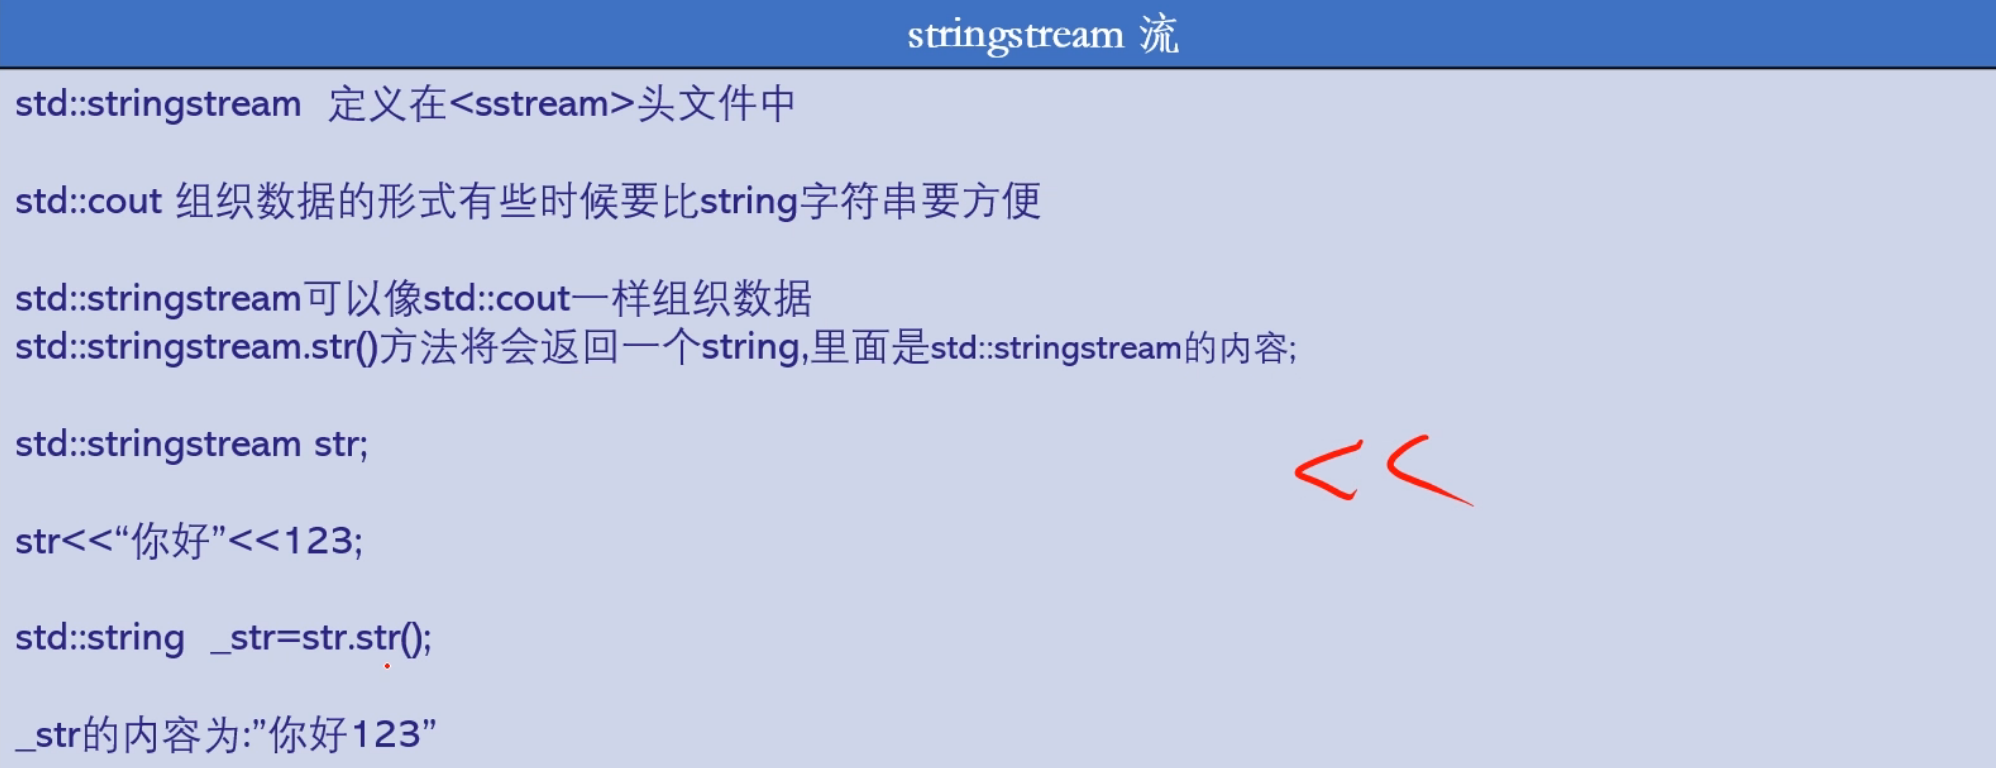 stringstream 流
std::stringstream 定义在<sstream>头文件中
std::cout 组织数据的形式有些时候要比string字符串要方便
std::stringstream可以像std::cout一样组织数据
std::stringstream.str()方法将会返回一个string,里面是std::stringstream的内容;
std::stringstream str;
<<
str<<“你好”<<123;
std::string _str=str.str();
_str的内容为:”你好123”